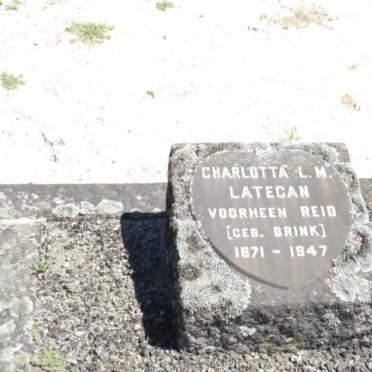 CHARLOTTA L.M.
LATEGAN
VOORHEEN REID
(GEB. BRINK)
1871 - 1947